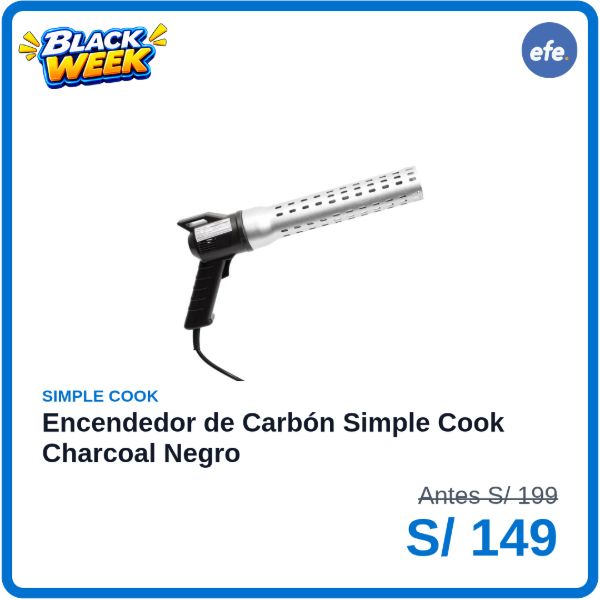 BLACK
WEEK
efe.
SIMPLE COOK
Encendedor de Carbón Simple Cook
Charcoal Negro
Antes S/ 199
S/ 149